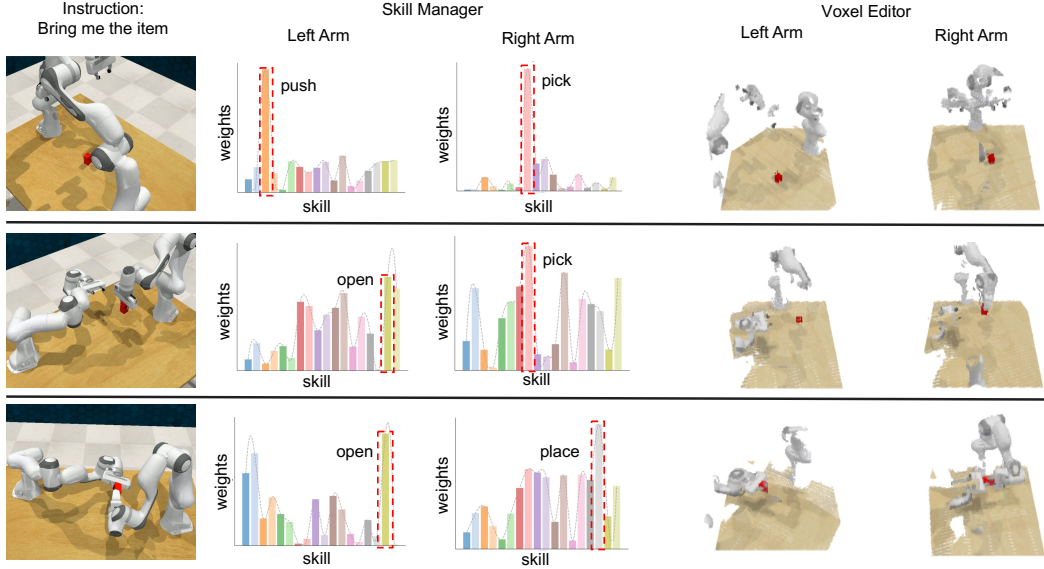 Instruction:
Bring me the item
Skill Manager
Voxel Editor
Left Arm
Right Arm
Left Arm
Right Arm
weights
push
skill
weights
pick
skill
weights
open
skill
weights
pick
skill
weights
open
skill
weights
place
skill